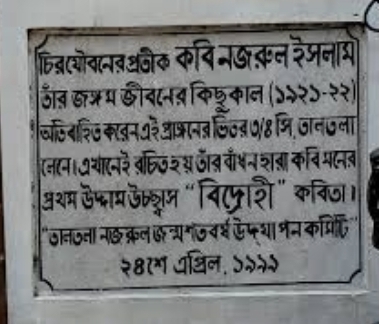 চিরযৌবনের প্রতীক কবি নজরুল ইসলাম
তাঁর জঙ্গম জীবনের কিছুকাল (১৯২১-২২)
অতিবাহিত করেন এই প্রাঙ্গনের ভিতর ৩/৪ সি, তালতলা
লেনে। এখানেই রচিত হয় তাঁর বাঁধন হারা কবি মনের
প্রথম উদ্দাম উচ্ছ্বাস "বিদ্রোহী" কবিতা।
"তালতলা নজরুল জন্মশতবর্ষ উদ্‌যাপন কমিটি"
২৪শে এপ্রিল, ১৯৯৯